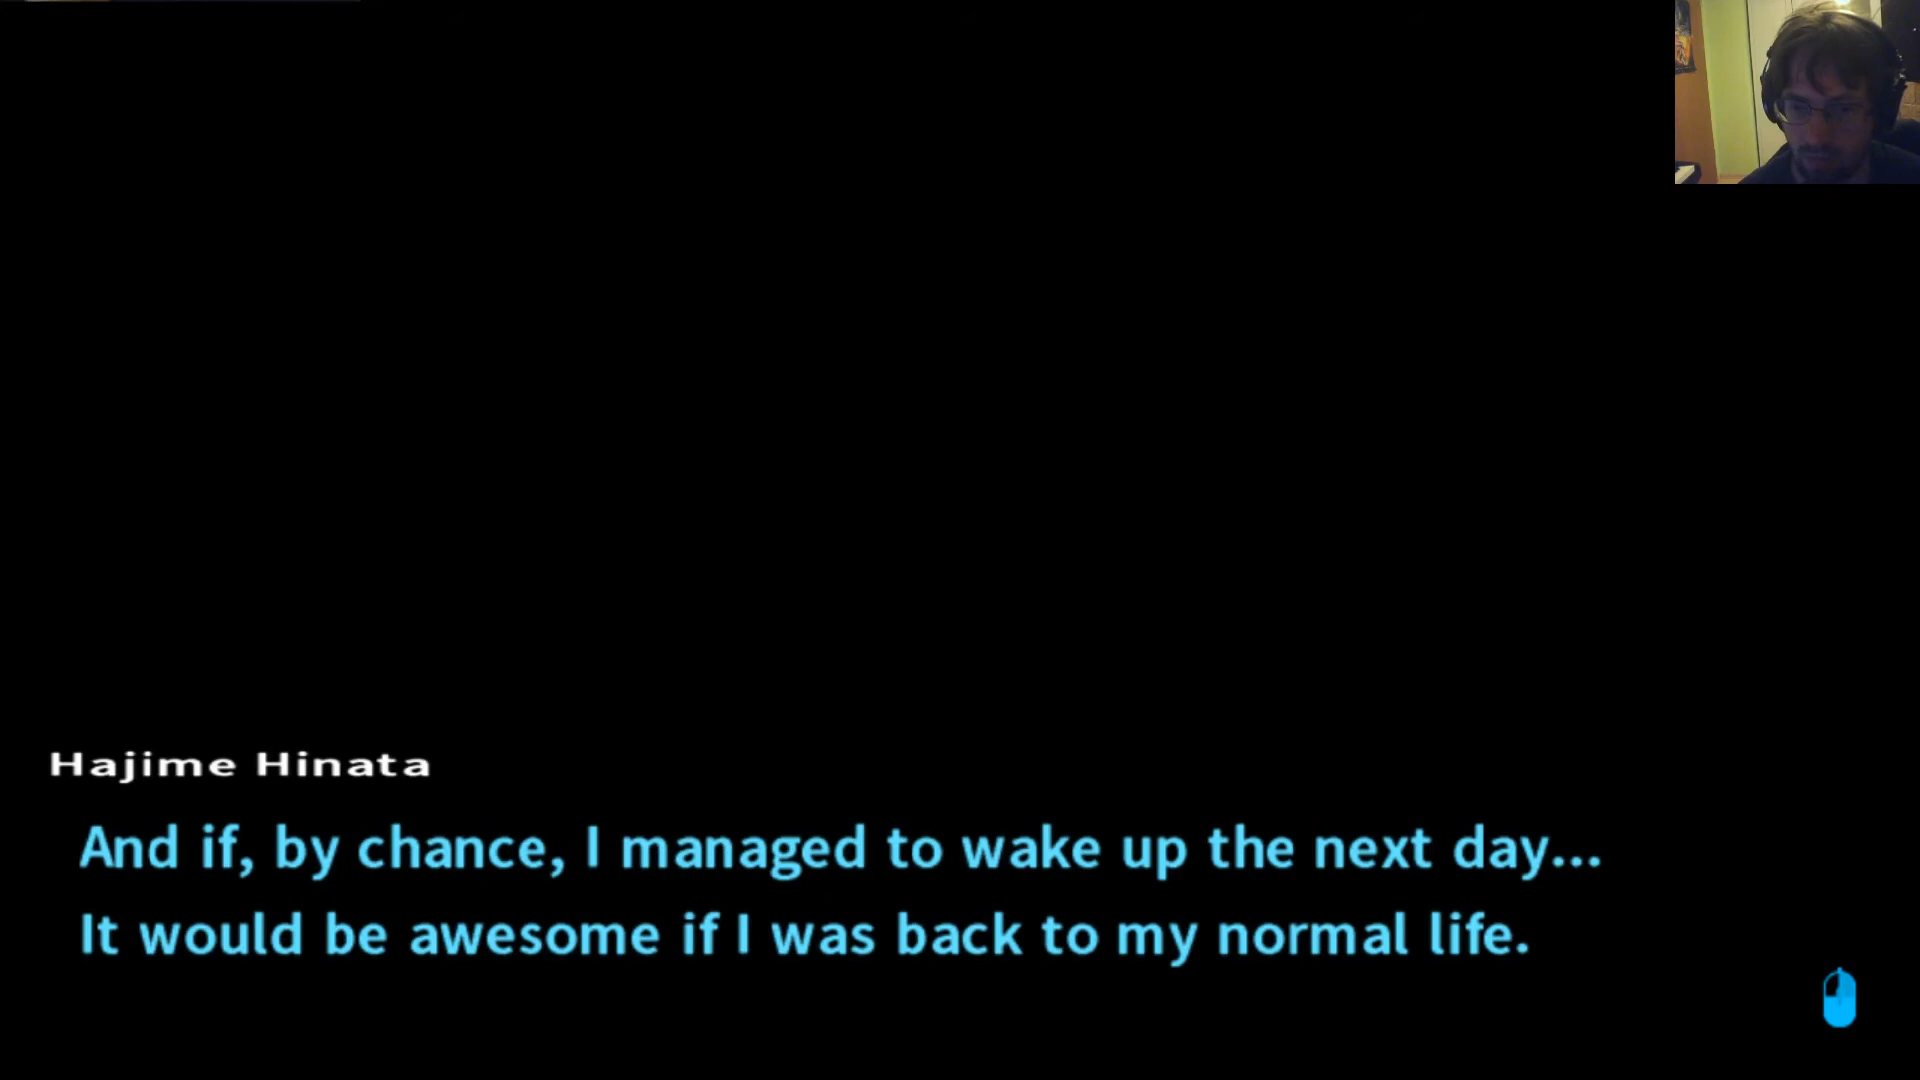 Hajime Hinata
And if, by chance, I managed to wake up the next day...
It would be awesome if I was back to my normal life.